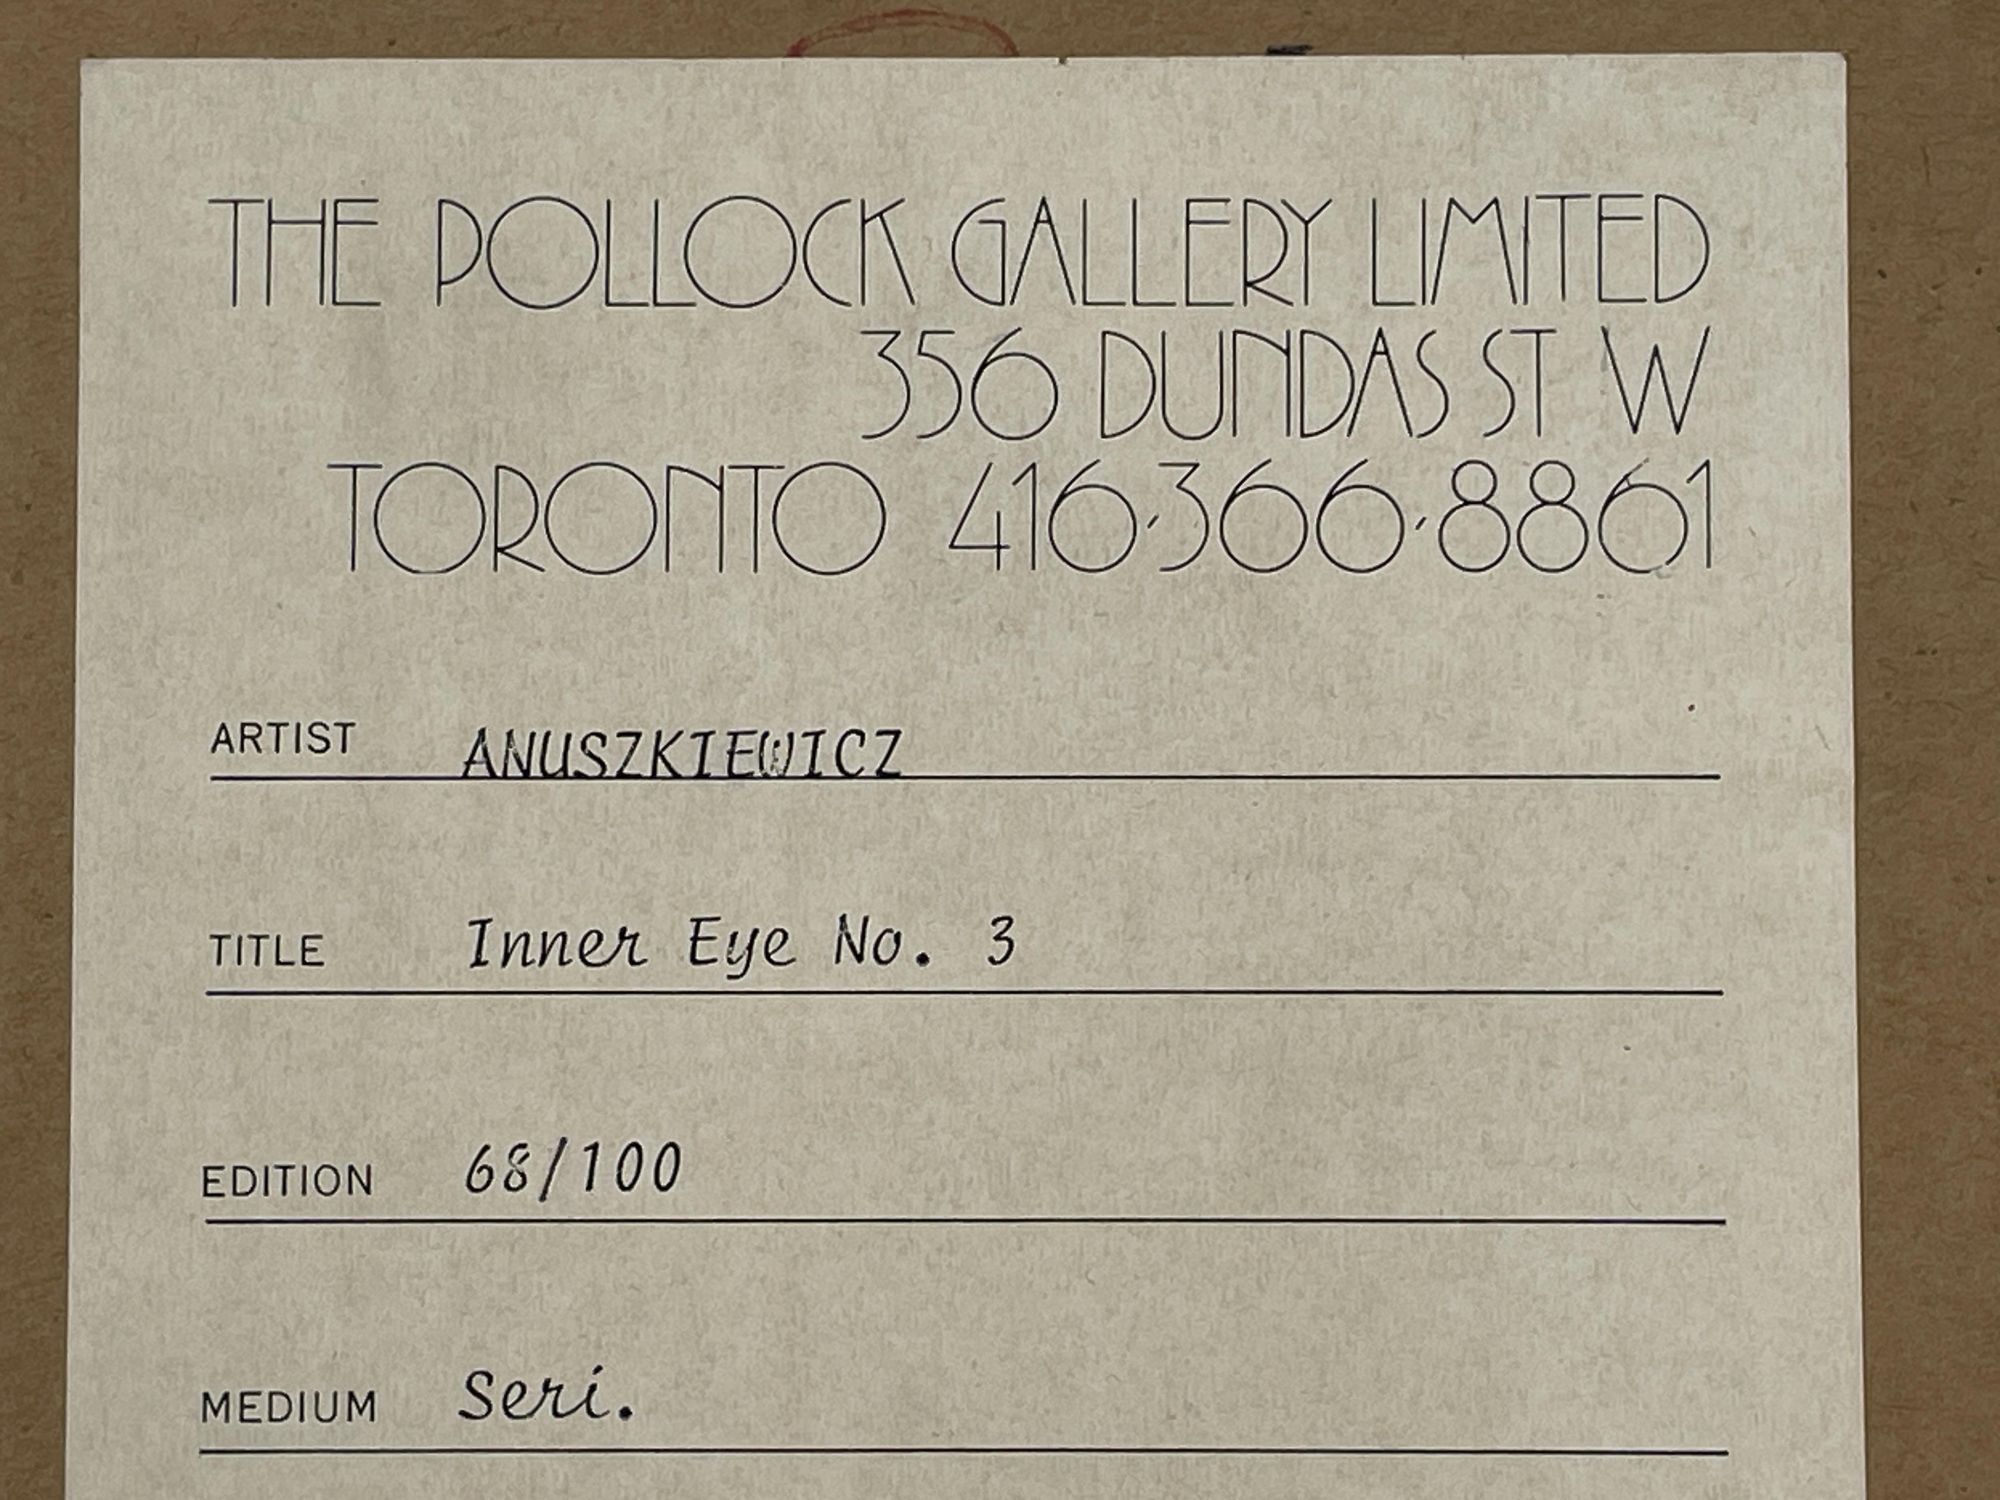 THE POLLOCK GALLERY LIMITED
356 DUNDAS ST W
TORONTO 416·366·8861
ARTIST ANUSZKIEWICZ
TITLE Inner Eye No. 3
EDITION 68/100
MEDIUM Seri.